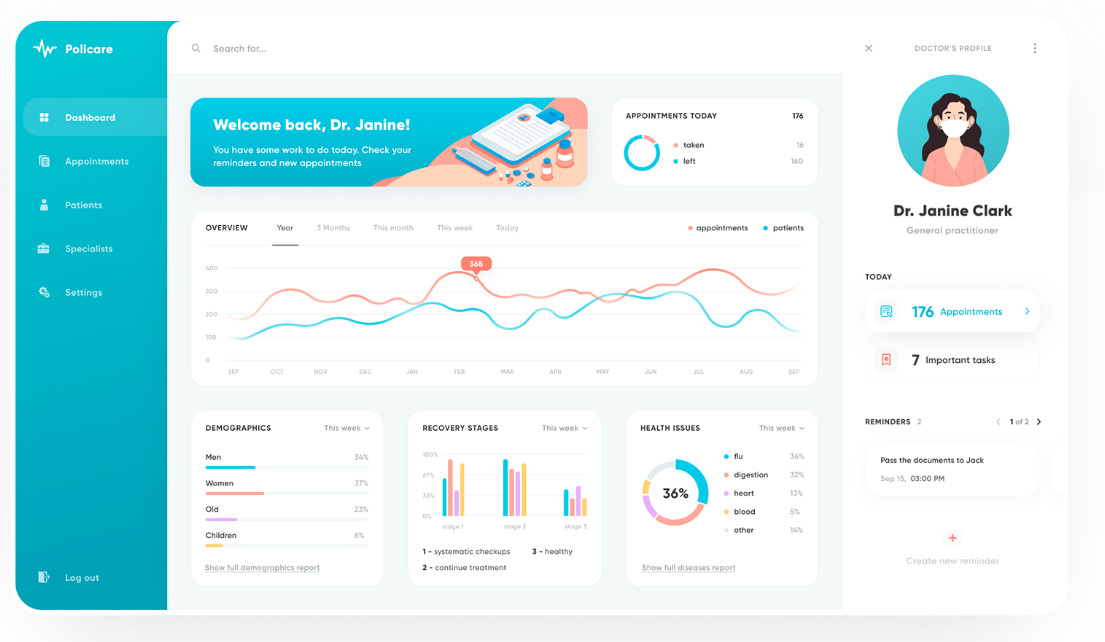 Policare
Dashboard
Appointments
Patients
Specialists
Settings
Log out
Search for...
Welcome back, Dr. Janine!
You have some work to do today. Check your
reminders and new appointments
APPOINTMENTS TODAY 176
taken 16
left 160
OVERVIEW Year 3 Months This month This week Today appointments patients
368
400
300
200
100
0
SEP OCT NOV DEC JAN FEB MAR APR MAY JUN JUL AUG SEP
DEMOGRAPHICS This week
Men 34%
Women 37%
Old 23%
Children 6%
Show full demographics report
RECOVERY STAGES This week
100%
67%
33%
0%
stage 1 stage 2 stage 3
1 - systematic checkups 3 - healthy
2 - continue treatment
HEALTH ISSUES This week
36%
flu 36%
digestion 32%
heart 13%
blood 5%
other 14%
Show full diseases report
DOCTOR'S PROFILE
Dr. Janine Clark
General practitioner
TODAY
176 Appointments
7 Important tasks
REMINDERS 2 1 of 2
Pass the documents to Jack
Sep 15, 03:00 PM
Create new reminder